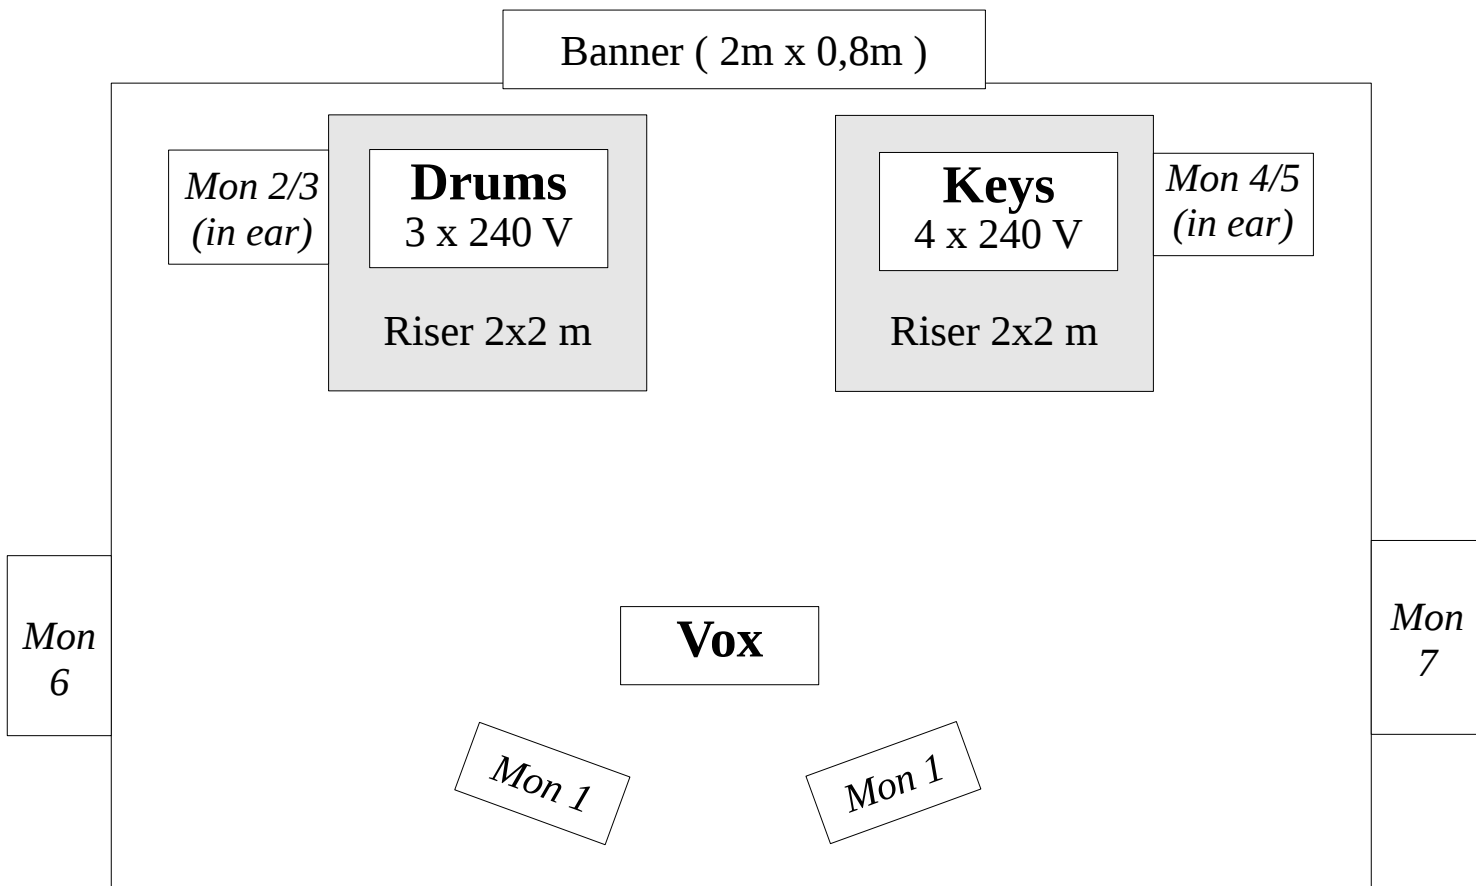 Banner ( 2m x 0,8m )
Mon 2/3
(in ear)
Drums
3 x 240 V
Riser 2x2 m
Keys
4 x 240 V
Riser 2x2 m
Mon 4/5
(in ear)
Mon
6
Vox
Mon
7
Mon 1
Mon 1